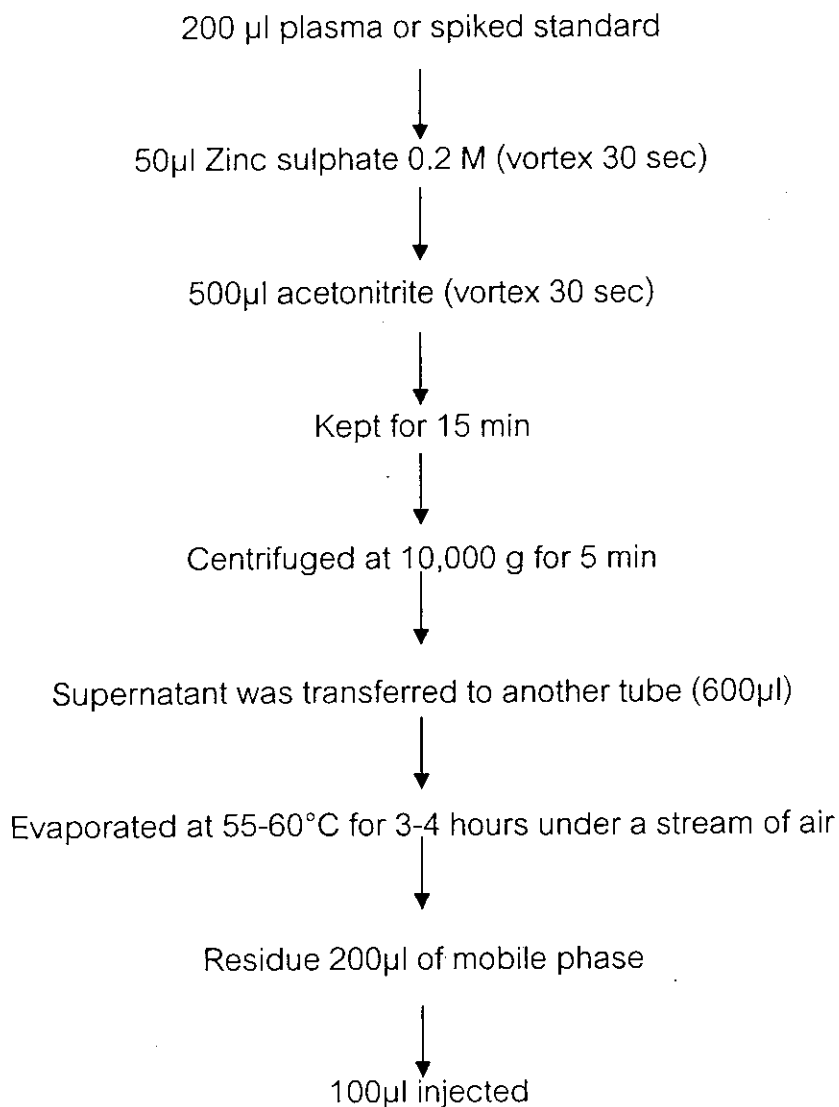 200 µl plasma or spiked standard
50µl Zinc sulphate 0.2 M (vortex 30 sec)
500µl acetonitrite (vortex 30 sec)
Kept for 15 min
Centrifuged at 10,000 g for 5 min
Supernatant was transferred to another tube (600µl)
Evaporated at 55-60°C for 3-4 hours under a stream of air
Residue 200µl of mobile phase
100µl injected